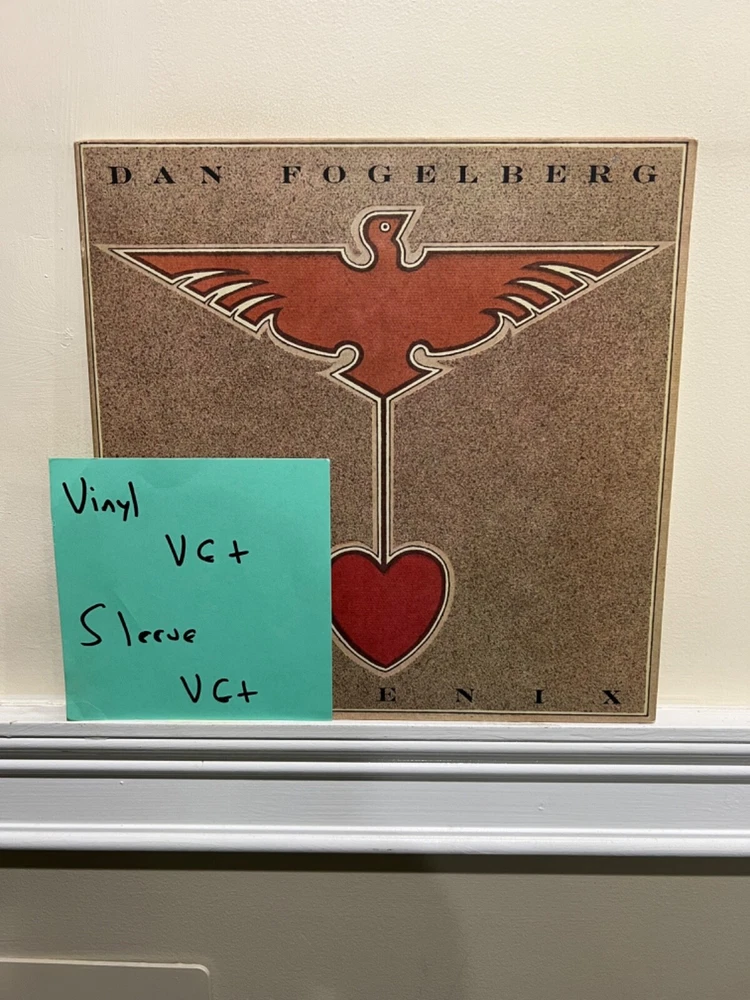 DAN FOGELBERG
Vinyl
VG+
Sleeve
VG+
ENIX